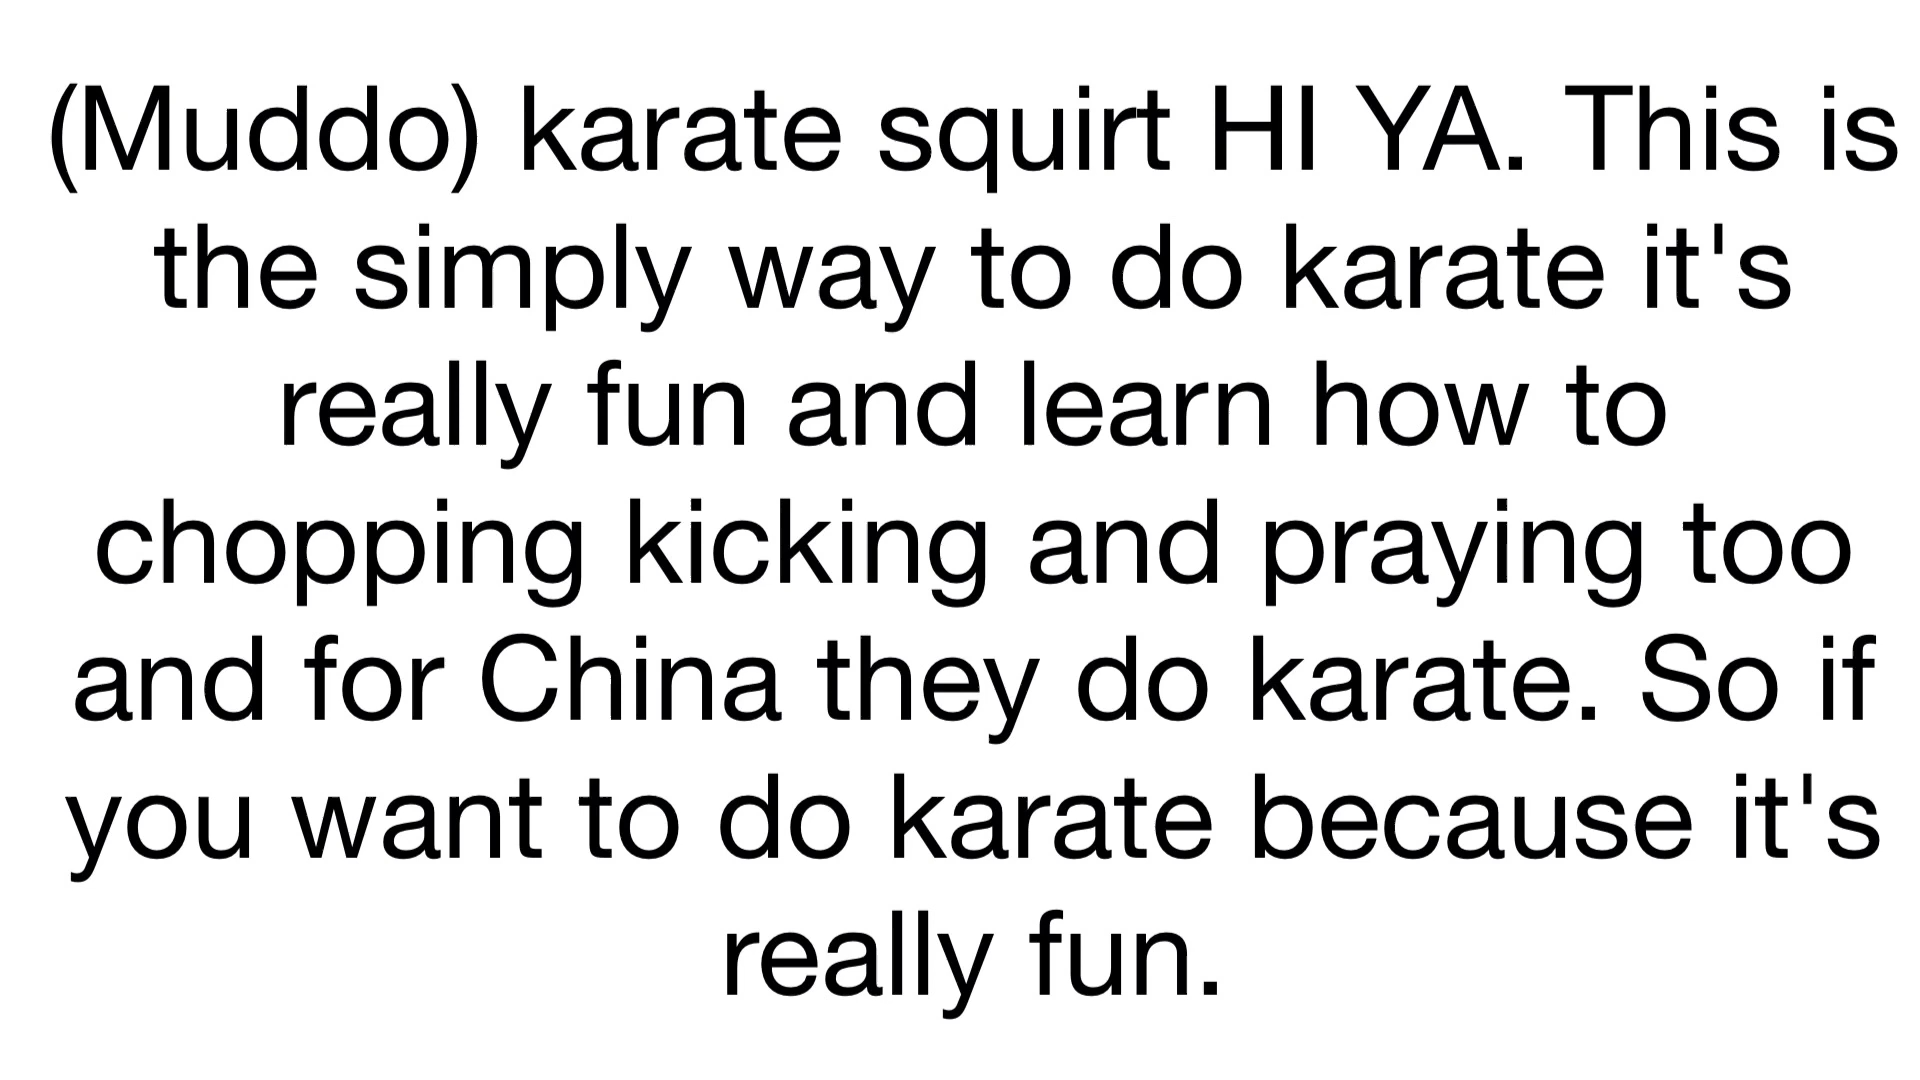 (Muddo) karate squirt HI YA. This is
the simply way to do karate it's
really fun and learn how to
chopping kicking and praying too
and for China they do karate. So if
you want to do karate because it's
really fun.